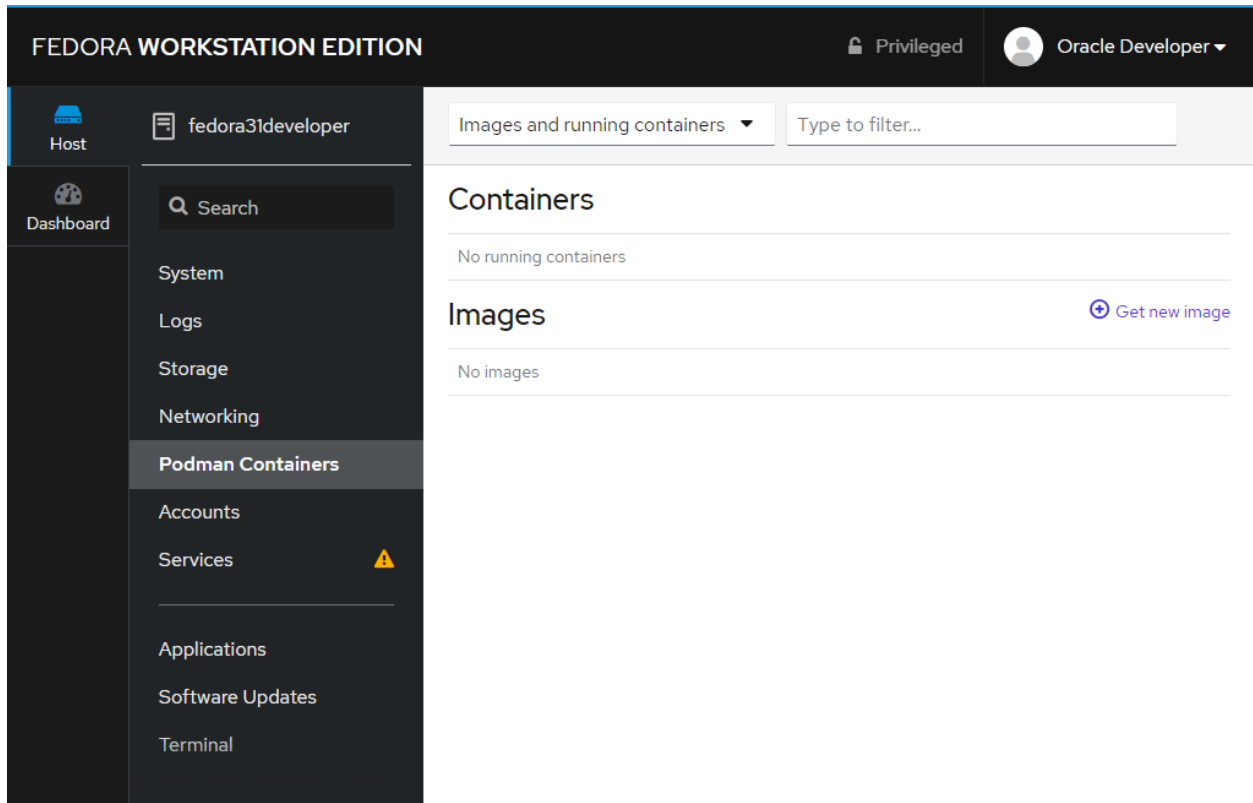 FEDORA WORKSTATION EDITION
Privileged
Oracle Developer
Host
Dashboard
fedora31developer
Search
System
Logs
Storage
Networking
Podman Containers
Accounts
Services
Applications
Software Updates
Terminal
Images and running containers
Type to filter...
Containers
No running containers
Images
Get new image
No images